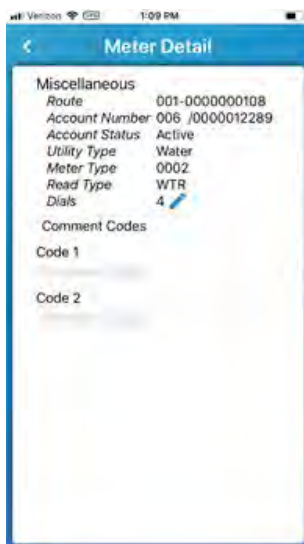 Verizon 1:09 PM
Meter Detail
Miscellaneous
Route 001-0000000108
Account Number 006 /0000012289
Account Status Active
Utility Type Water
Meter Type 0002
Read Type WTR
Dials 4
Comment Codes
Code 1
Code 2